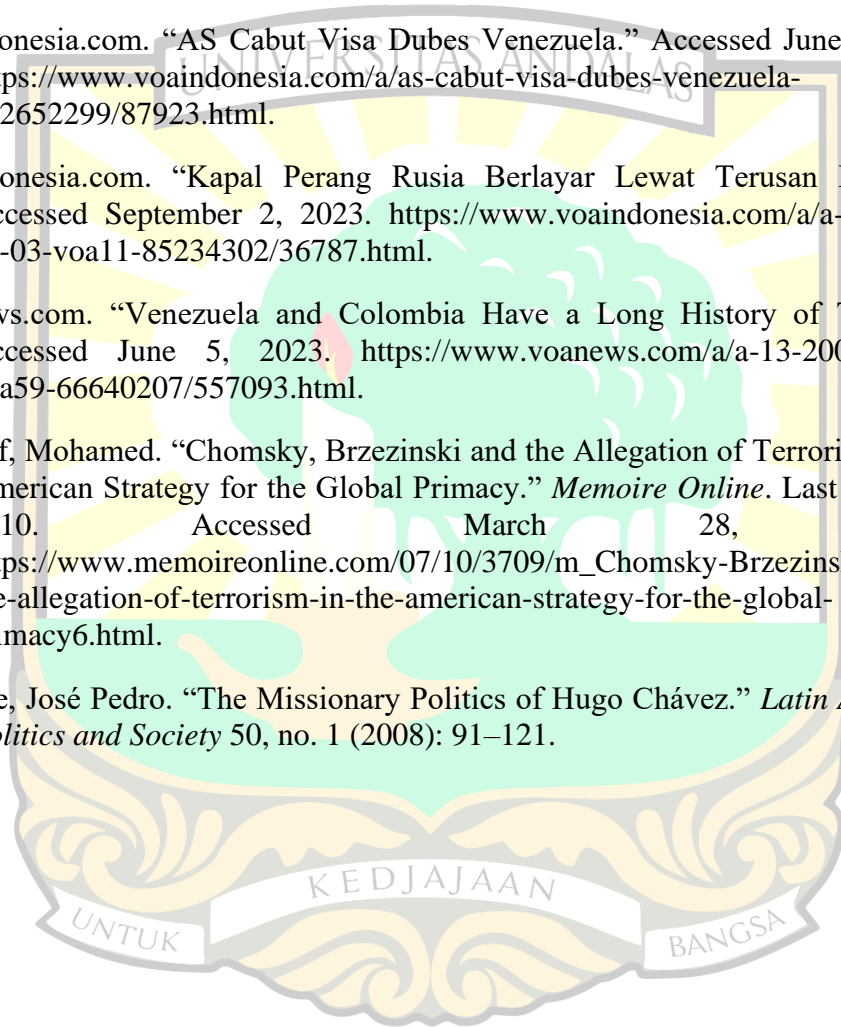 onesia.com. “AS Cabut Visa Dubes Venezuela.” Accessed June
UNIVERSITAS ANDALAS
tps://www.voaindonesia.com/a/as-cabut-visa-dubes-venezuela-
2652299/87923.html.
onesia.com. “Kapal Perang Rusia Berlayar Lewat Terusan
ccessed September 2, 2023. https://www.voaindonesia.com/a/a-
-03-voa11-85234302/36787.html.
ws.com. “Venezuela and Colombia Have a Long History of
ccessed June 5, 2023. https://www.voanews.com/a/a-13-200
a59-66640207/557093.html.
f, Mohamed. “Chomsky, Brzezinski and the Allegation of Terrori
merican Strategy for the Global Primacy.” Memoire Online. Last
10. Accessed March 28,
tps://www.memoireonline.com/07/10/3709/m_Chomsky-Brzezinsl
e-allegation-of-terrorism-in-the-american-strategy-for-the-global-
imacy6.html.
e, José Pedro. “The Missionary Politics of Hugo Chávez.” Latin
olitics and Society 50, no. 1 (2008): 91–121.
UNTUK KEDJAJAAN BANGSA